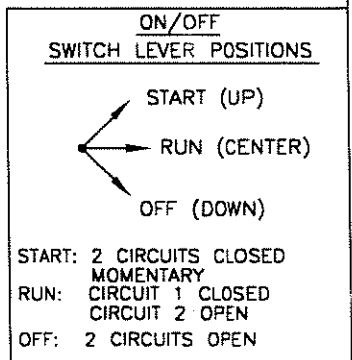 ON/OFF
SWITCH LEVER POSITIONS
START (UP)
RUN (CENTER)
OFF (DOWN)
START: 2 CIRCUITS CLOSED
MOMENTARY
RUN: CIRCUIT 1 CLOSED
CIRCUIT 2 OPEN
OFF: 2 CIRCUITS OPEN